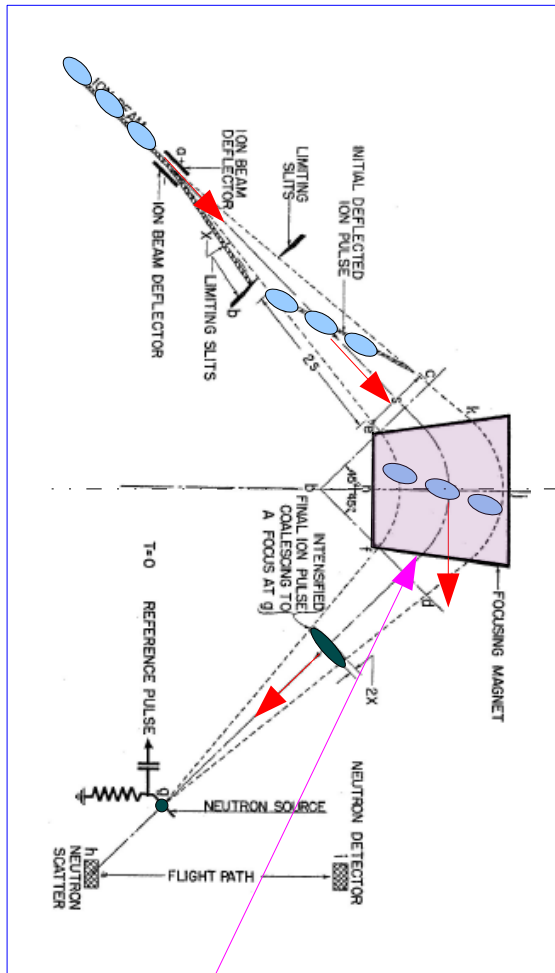 ION BEAM
a
ION BEAM
DEFLECTOR
ION BEAM DEFLECTOR
X
b
LIMITING SLITS
LIMITING
SLITS
INITIAL DEFLECTED
ION PULSE
2S
c
s
e
k
j
b
45° 45°
f
d
FOCUSING MAGNET
INTENSIFIED
FINAL ION PULSE
COALESCING TO
A FOCUS AT g
2X
T=0 REFERENCE PULSE
g
NEUTRON SOURCE
h
NEUTRON
SCATTER
FLIGHT PATH
NEUTRON DETECTOR
i